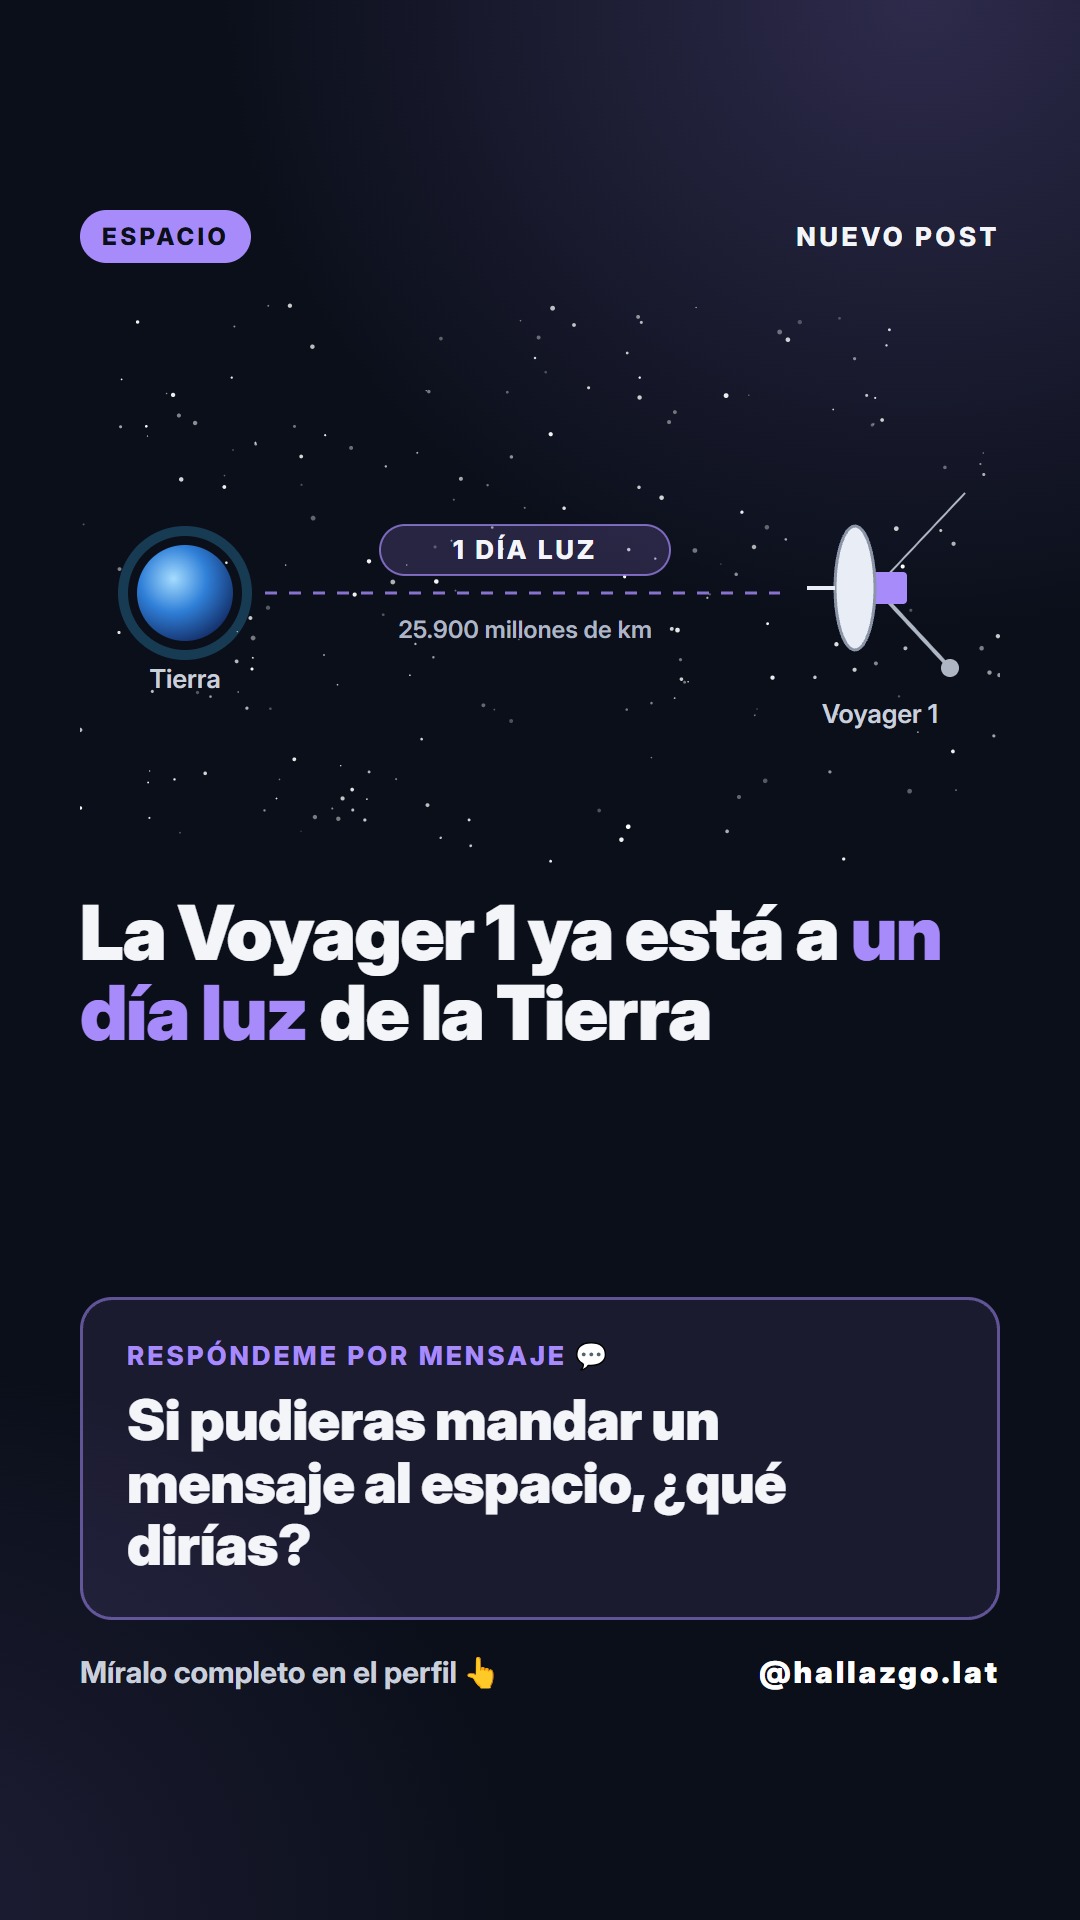 ESPACIO
NUEVO POST
1 DÍA LUZ
25.900 millones de km
Tierra
Voyager 1
La Voyager 1 ya está a un
día luz de la Tierra
RESPÓNDEME POR MENSAJE 💬
Si pudieras mandar un
mensaje al espacio, ¿qué
dirías?
Míralo completo en el perfil 👆
@hallazgo.lat